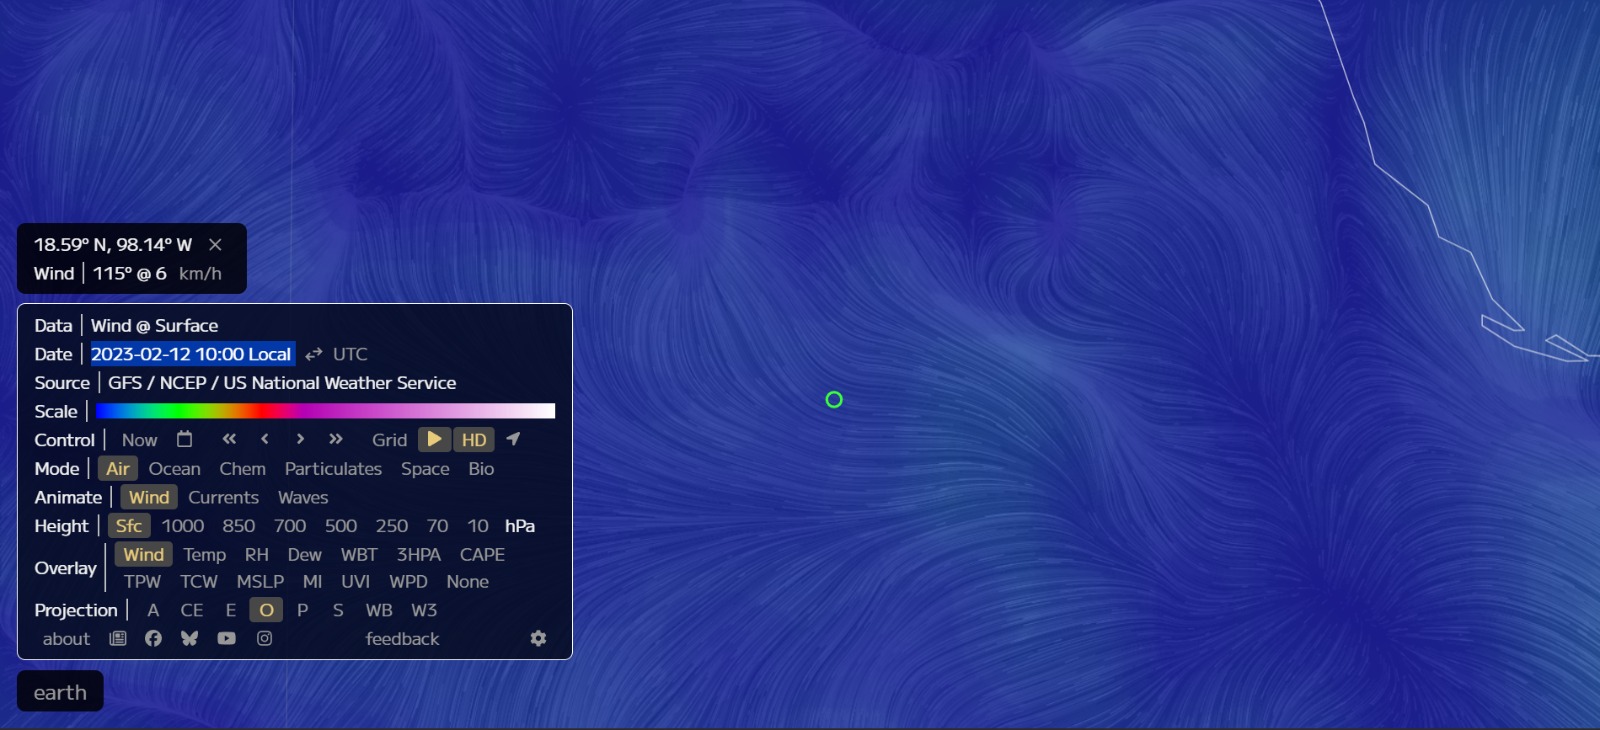 18.59° N, 98.14° W ×
Wind | 115° @ 6 km/h
Data | Wind @ Surface
Date | 2023-02-12 10:00 Local ⇄ UTC
Source | GFS / NCEP / US National Weather Service
Scale |
Control | Now « ‹ › » Grid HD
Mode | Air Ocean Chem Particulates Space Bio
Animate | Wind Currents Waves
Height | Sfc 1000 850 700 500 250 70 10 hPa
Overlay | Wind Temp RH Dew WBT 3HPA CAPE
TPW TCW MSLP MI UVI WPD None
Projection | A CE E O P S WB W3
about feedback
earth